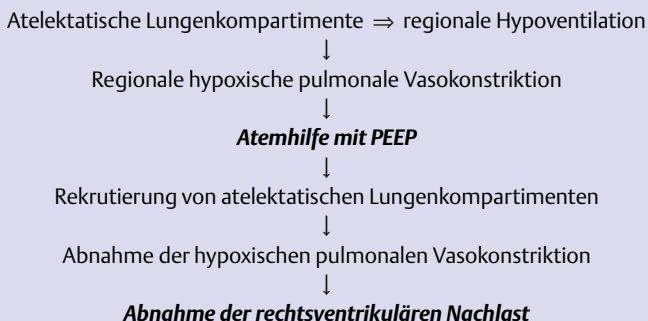 Atelektatische Lungenkompartimente ⇒ regionale Hypoventilation
↓
Regionale hypoxische pulmonale Vasokonstriktion
↓
Atemhilfe mit PEEP
↓
Rekrutierung von atelektatischen Lungenkompartimenten
↓
Abnahme der hypoxischen pulmonalen Vasokonstriktion
↓
Abnahme der rechtsventrikulären Nachlast